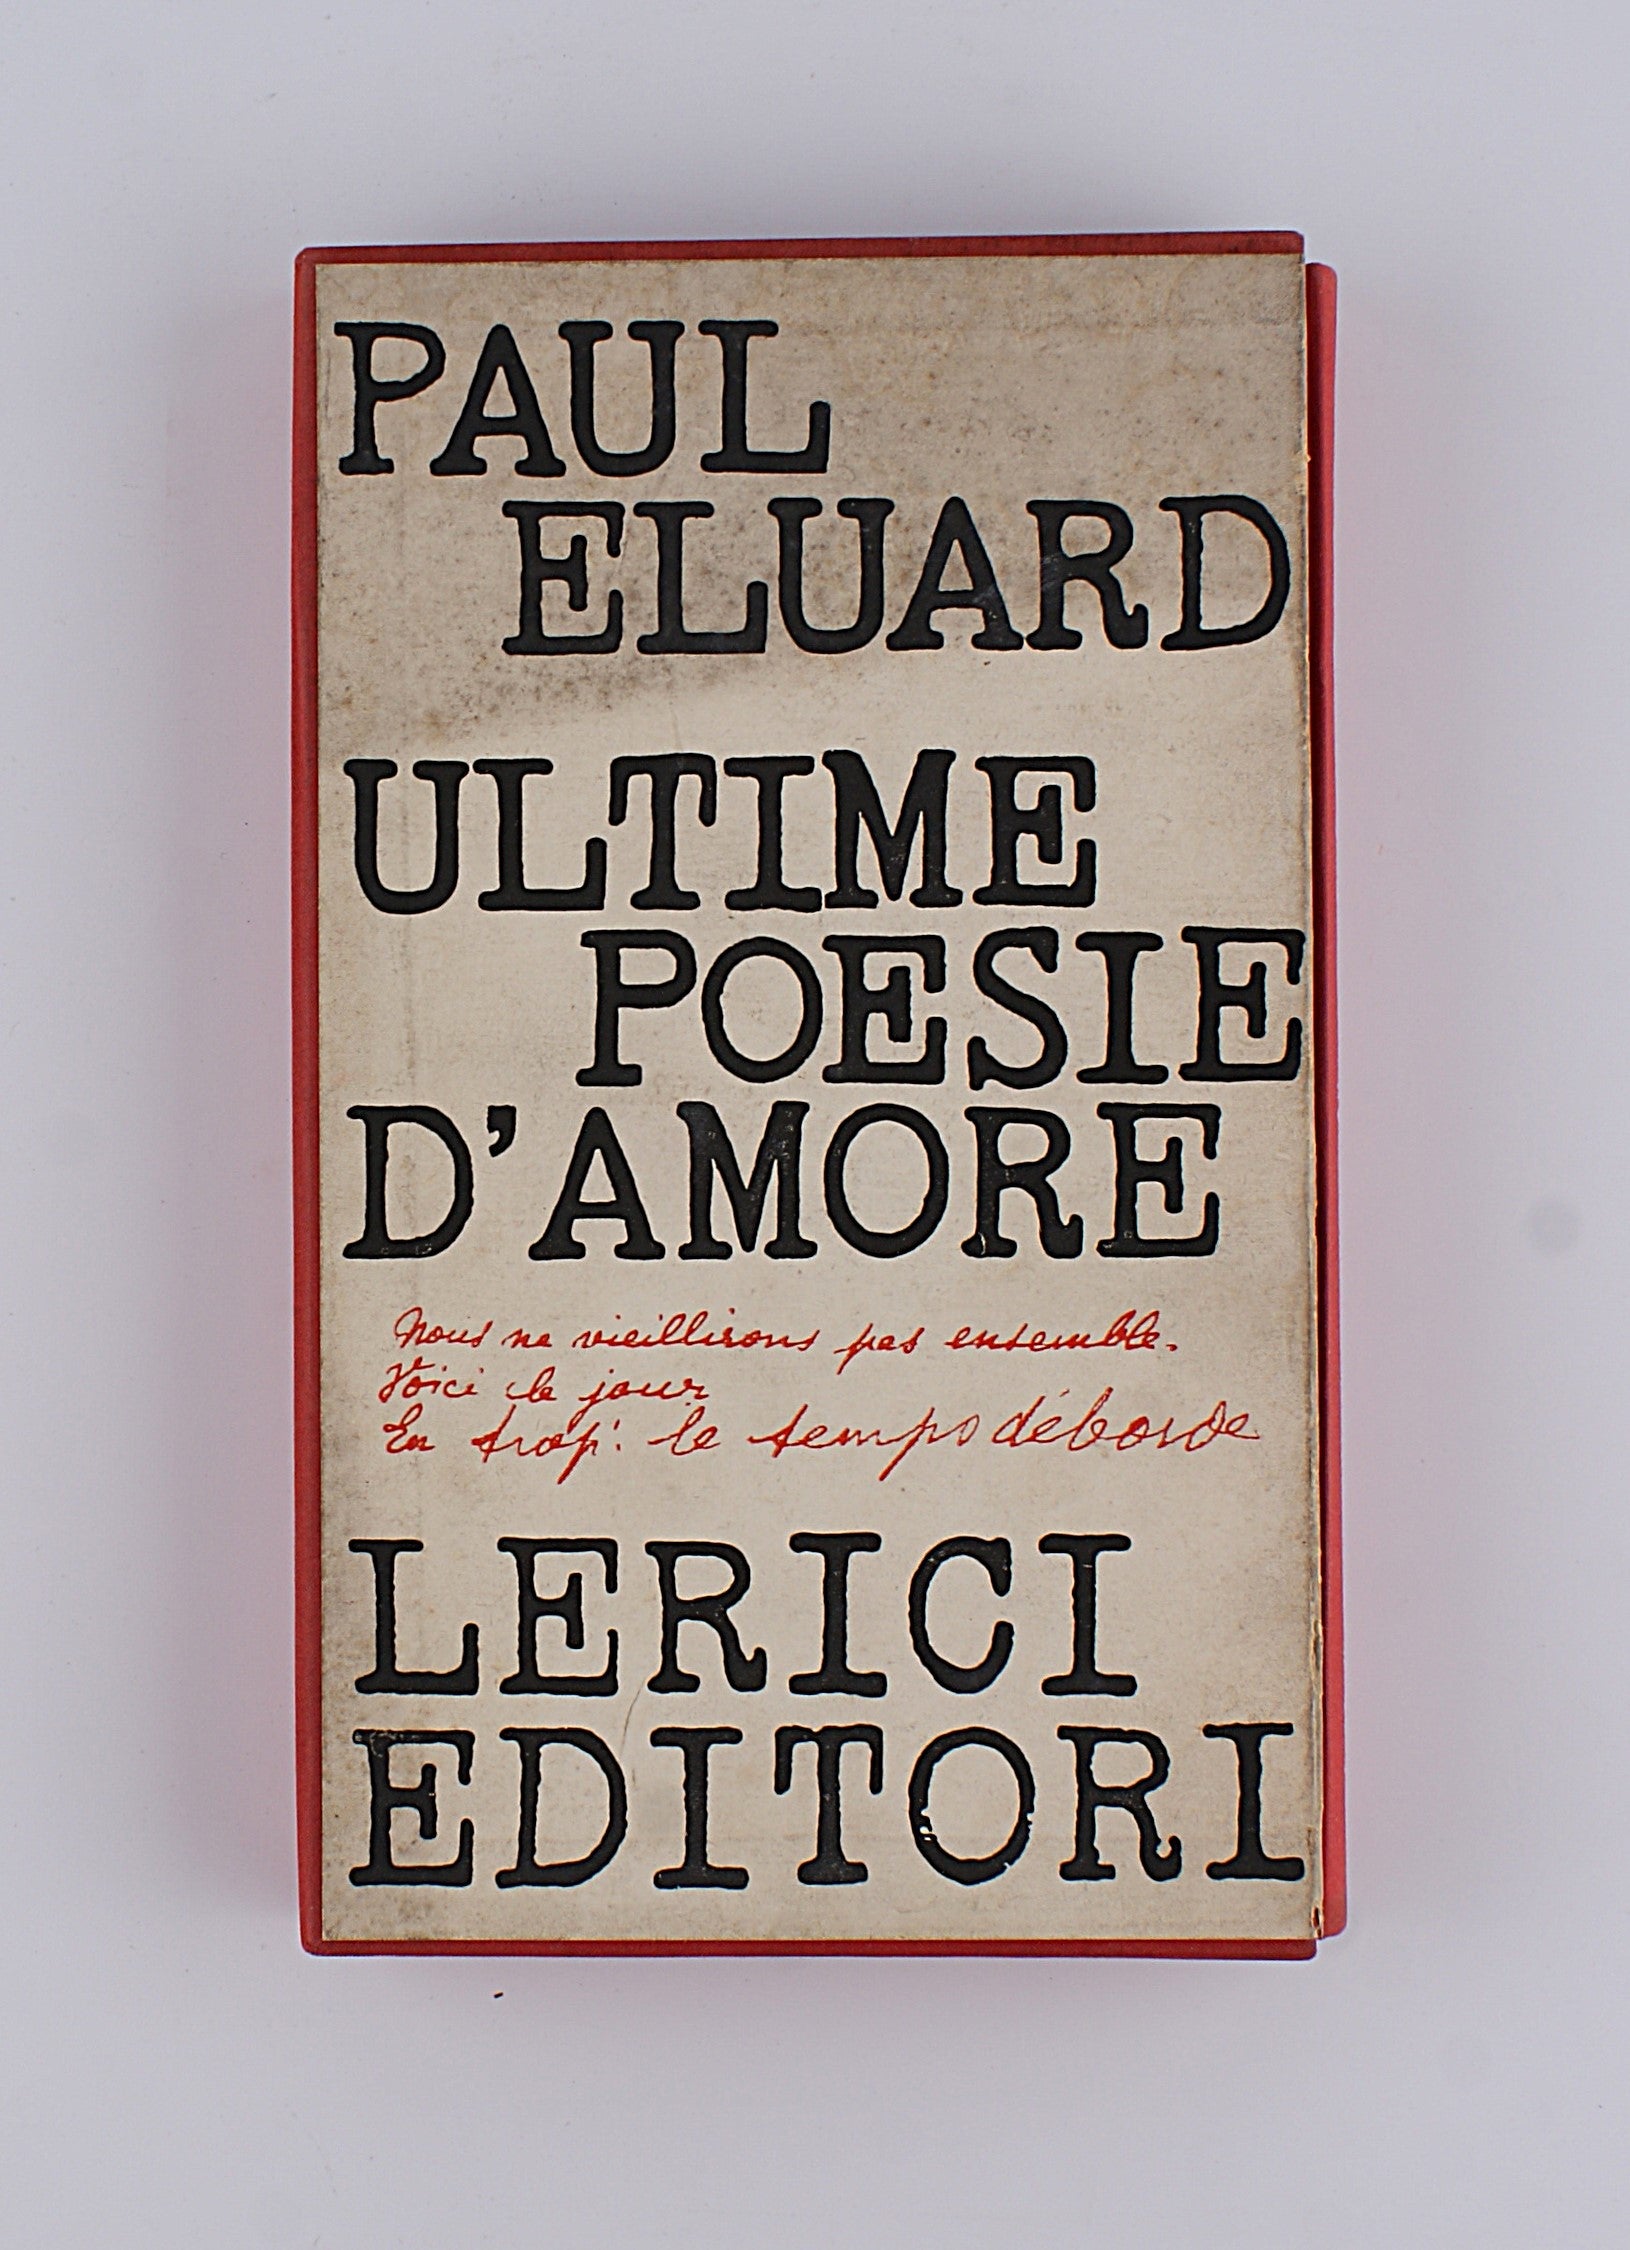 PAUL
ELUARD
ULTIME
POESIE
D'AMORE
Nous ne vieillirons pas ensemble.
Voici le jour
En trop: le temps déborde
LERICI
EDITORI